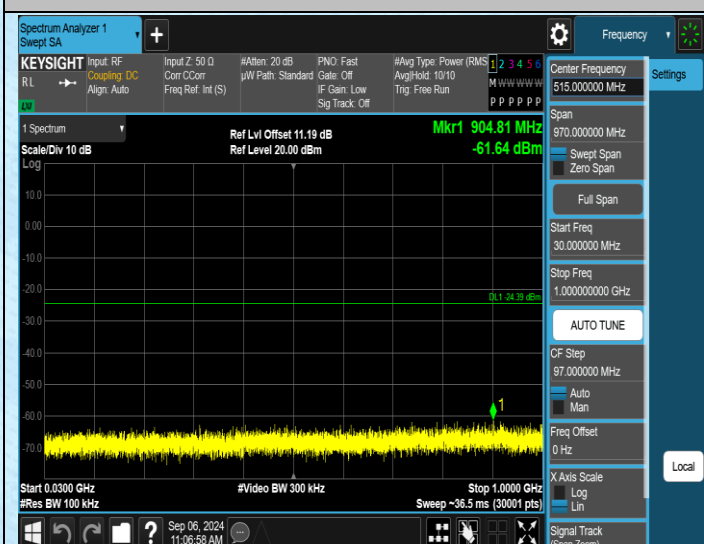 Spectrum Analyzer 1
Swept SA
Frequency
KEYSIGHT
RL
LXI
Input: RF
Coupling: DC
Align: Auto
Input Z: 50 Ω
Corr CCorr
Freq Ref: Int (S)
#Atten: 20 dB
µW Path: Standard
PNO: Fast
Gate: Off
IF Gain: Low
Sig Track: Off
#Avg Type: Power (RMS
Avg|Hold: 10/10
Trig: Free Run
1 2 3 4 5 6
M W W W W W
P P P P P P
Center Frequency
515.000000 MHz
Settings
1 Spectrum
Scale/Div 10 dB
Log
Ref Lvl Offset 11.19 dB
Ref Level 20.00 dBm
Mkr1 904.81 MHz
-61.64 dBm
Span
970.000000 MHz
Swept Span
Zero Span
Full Span
Start Freq
30.000000 MHz
Stop Freq
1.000000000 GHz
AUTO TUNE
CF Step
97.000000 MHz
Auto
Man
Freq Offset
0 Hz
X Axis Scale
Log
Lin
Signal Track
(Span Zoom)
Local
10.0
0.00
-10.0
-20.0
DL1 -24.39 dBm
-30.0
-40.0
-50.0
-60.0
1
-70.0
Start 0.0300 GHz
#Res BW 100 kHz
#Video BW 300 kHz
Stop 1.0000 GHz
Sweep ~36.5 ms (30001 pts)
?
Sep 06, 2024
11:06:58 AM